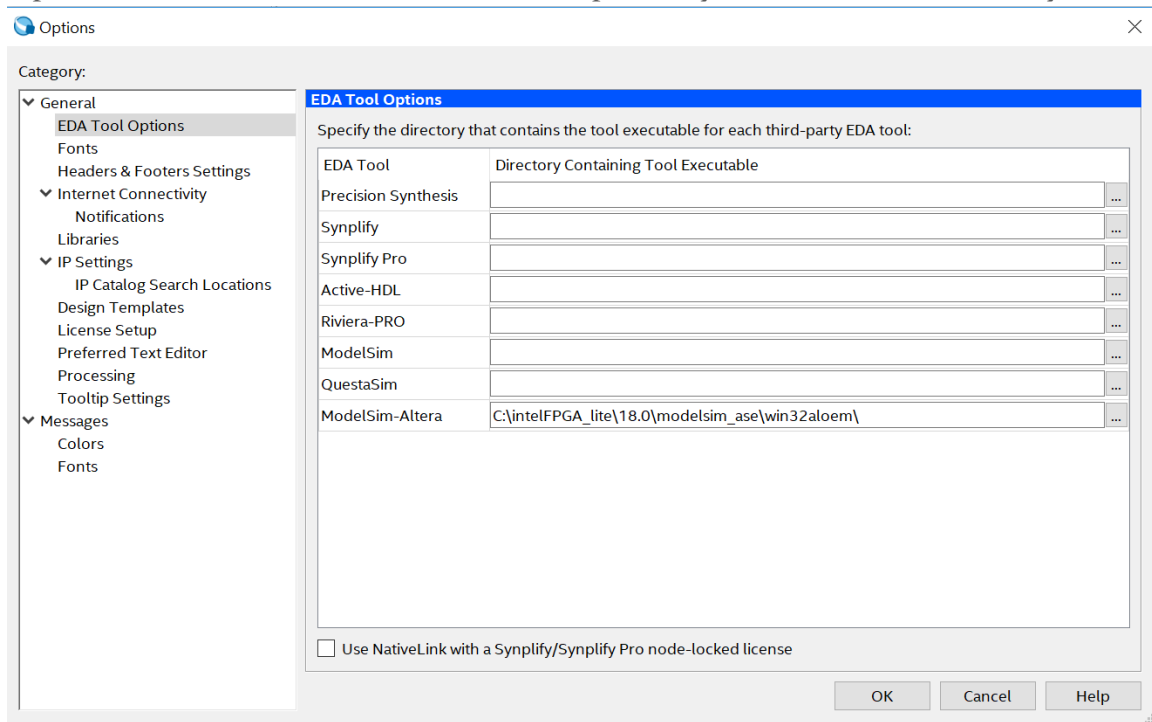 Options
Category:
General
EDA Tool Options
Fonts
Headers & Footers Settings
Internet Connectivity
Notifications
Libraries
IP Settings
IP Catalog Search Locations
Design Templates
License Setup
Preferred Text Editor
Processing
Tooltip Settings
Messages
Colors
Fonts
EDA Tool Options
Specify the directory that contains the tool executable for each third-party EDA tool:
EDA Tool Directory Containing Tool Executable
Precision Synthesis ...
Synplify ...
Synplify Pro ...
Active-HDL ...
Riviera-PRO ...
ModelSim ...
QuestaSim ...
ModelSim-Altera C:\intelFPGA_lite\18.0\modelsim_ase\win32aloem\ ...
Use NativeLink with a Synplify/Synplify Pro node-locked license
OK Cancel Help